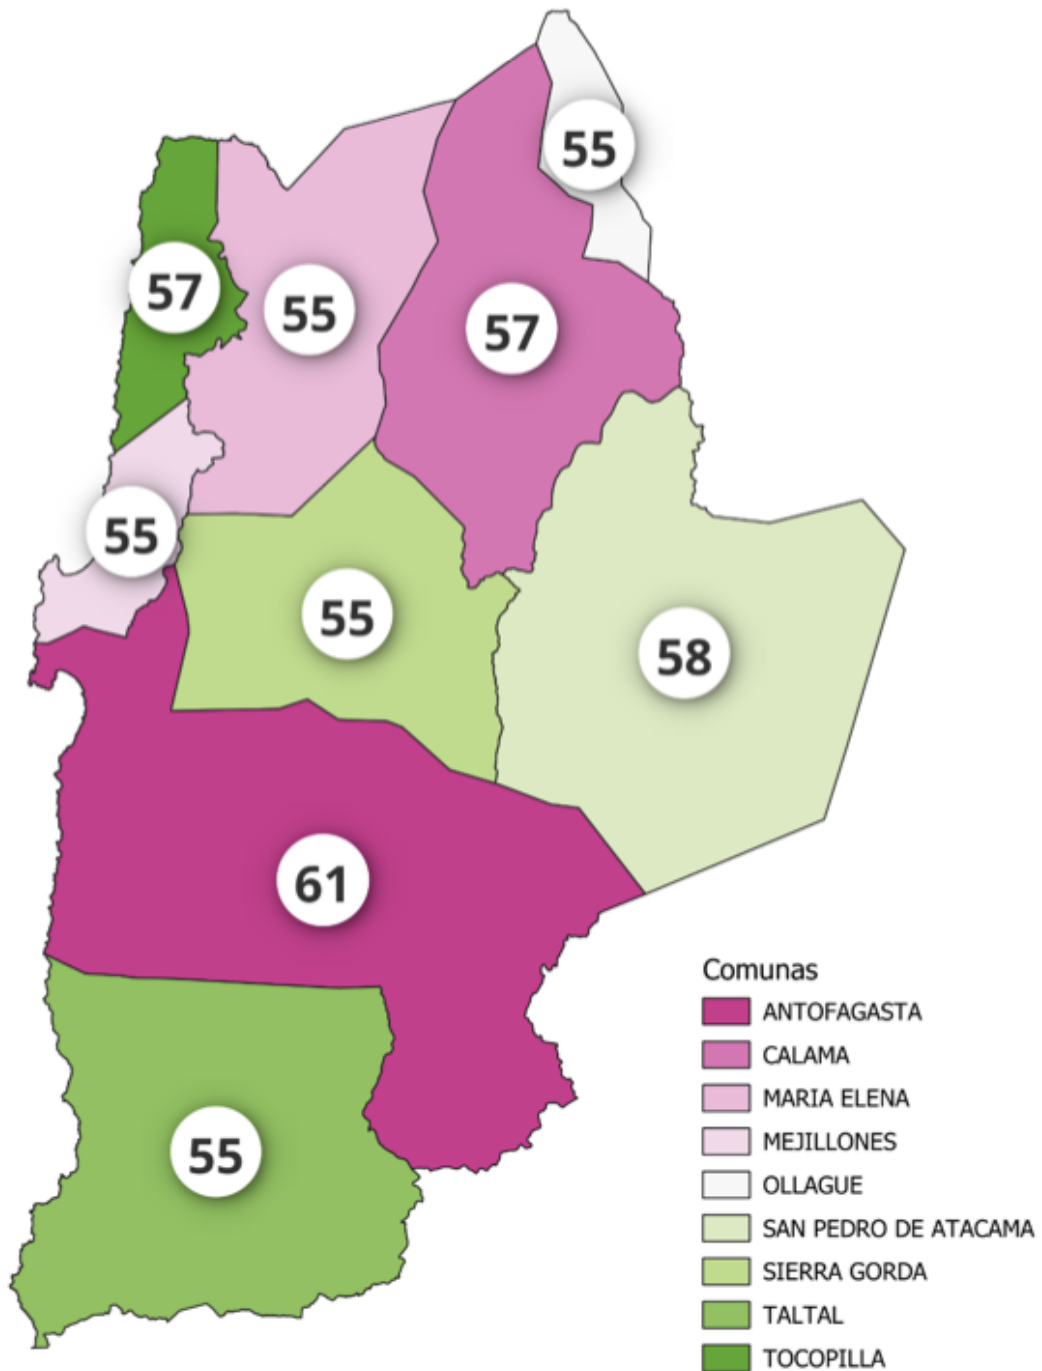 55
57
55
57
55
55
58
61
55
Comunas
ANTOFAGASTA
CALAMA
MARIA ELENA
MEJILLONES
OLLAGUE
SAN PEDRO DE ATACAMA
SIERRA GORDA
TALTAL
TOCOPILLA